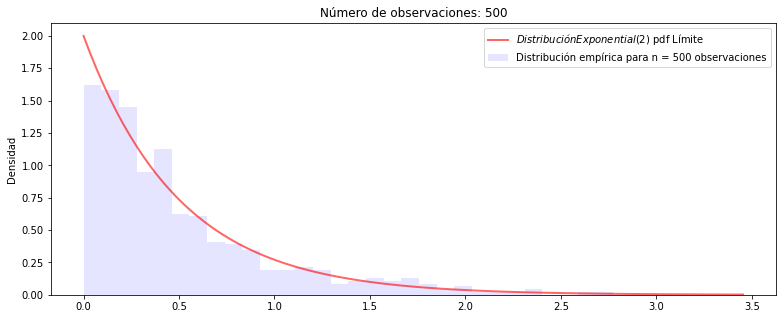 Número de observaciones: 500
DistribuciónExponential(2) pdf Límite
Distribución empírica para n = 500 observaciones
Densidad
2.00
1.75
1.50
1.25
1.00
0.75
0.50
0.25
0.00
0.0 0.5 1.0 1.5 2.0 2.5 3.0 3.5